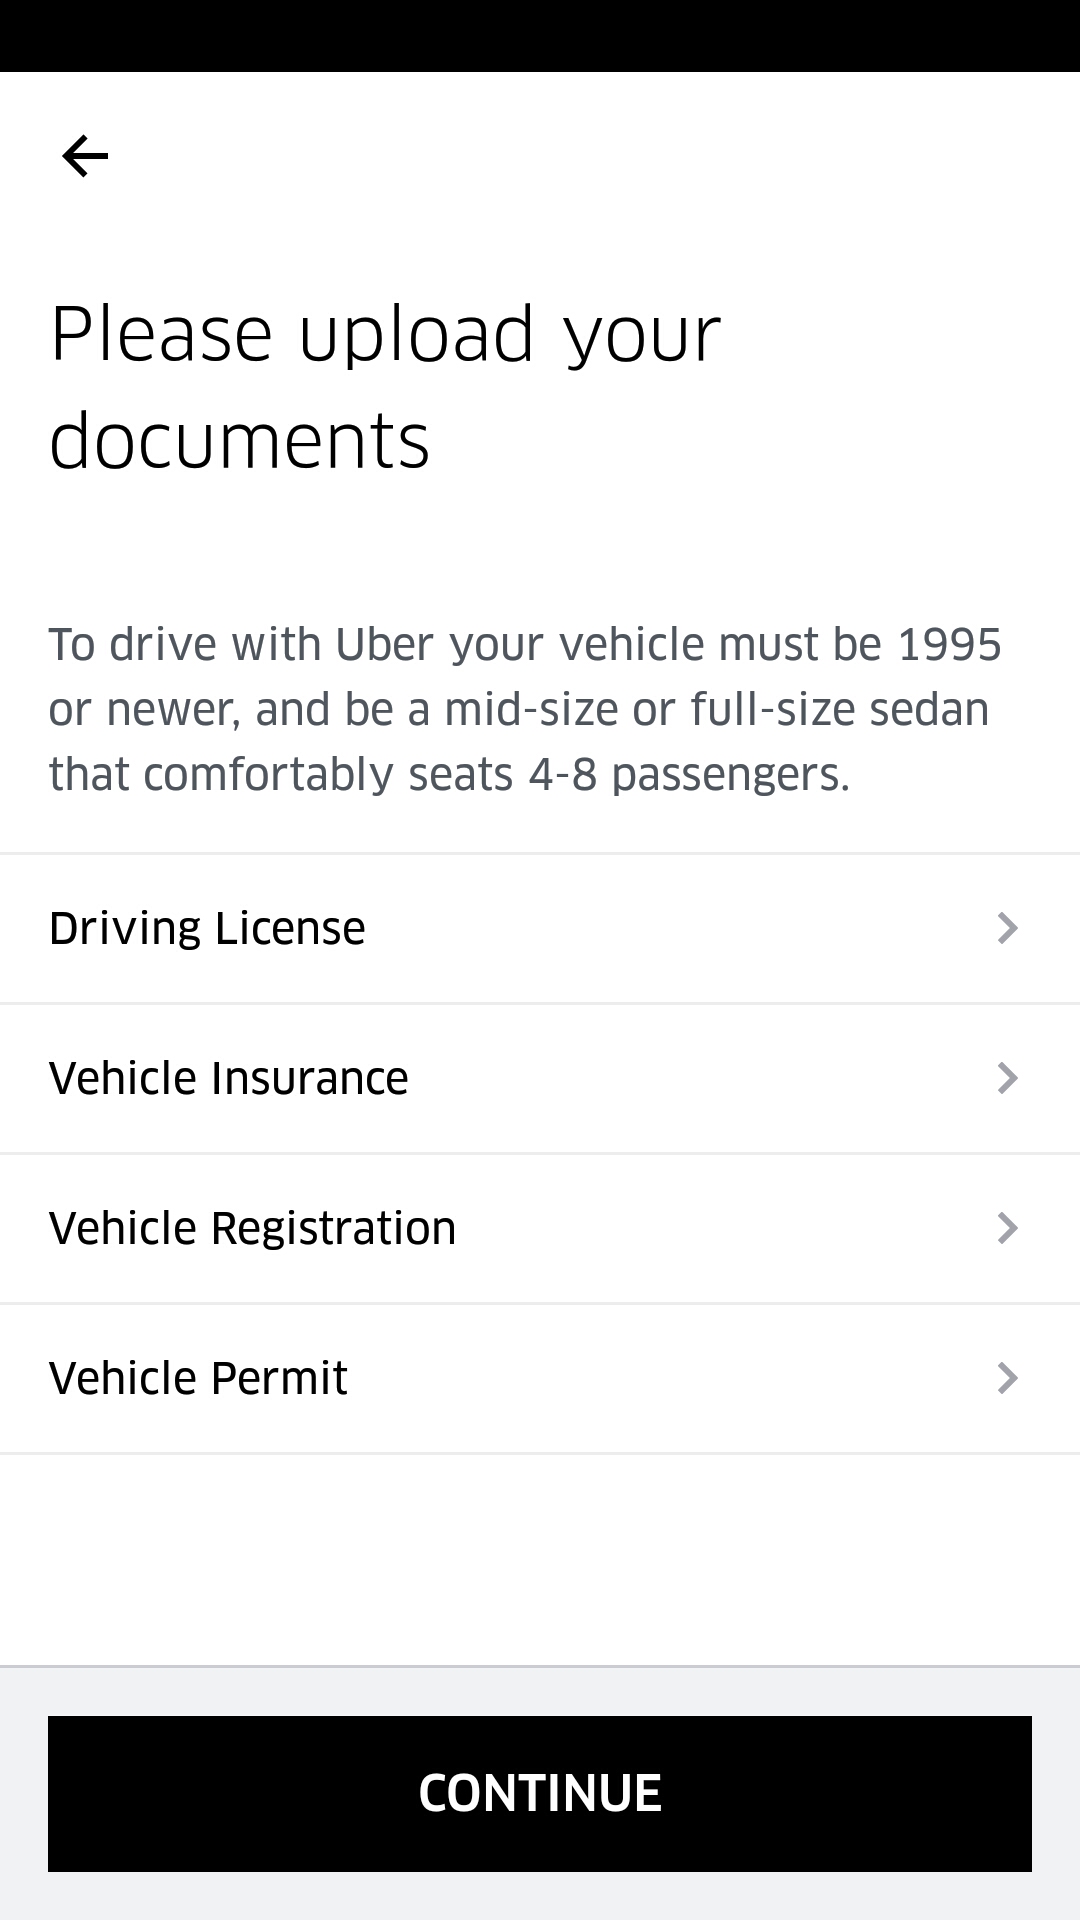 Please upload your
documents
To drive with Uber your vehicle must be 1995
or newer, and be a mid-size or full-size sedan
that comfortably seats 4-8 passengers.
Driving License
Vehicle Insurance
Vehicle Registration
Vehicle Permit
CONTINUE